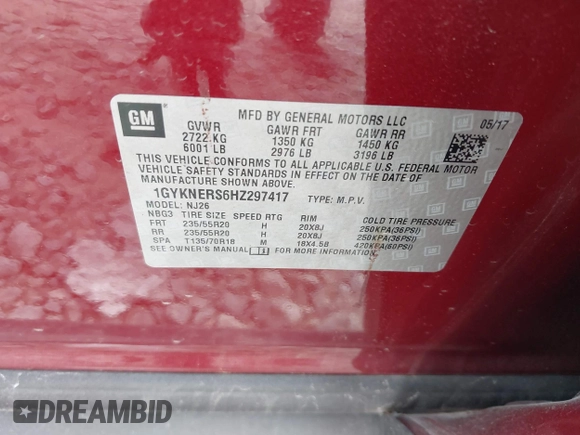 GM
MFD BY GENERAL MOTORS LLC
05/17
GVWR GAWR FRT GAWR RR
2722 KG 1350 KG 1450 KG
6001 LB 2976 LB 3196 LB
THIS VEHICLE CONFORMS TO ALL APPLICABLE U.S. FEDERAL MOTOR
VEHICLE SAFETY STANDARDS IN EFFECT ON THE DATE OF
MANUFACTURE SHOWN ABOVE.
1GYKNERS6HZ297417 TYPE: M.P.V.
MODEL: NJ26
NBG3 TIRE SIZE SPEED RTG RIM COLD TIRE PRESSURE
FRT 235/55R20 H 20X8J 250KPA(36PSI)
RR 235/55R20 H 20X8J 250KPA(36PSI)
SPA T135/70R18 M 18X4.5B 420KPA(60PSI)
SEE OWNER'S MANUAL FOR ADDITIONAL INFORMATION.
DREAMBID